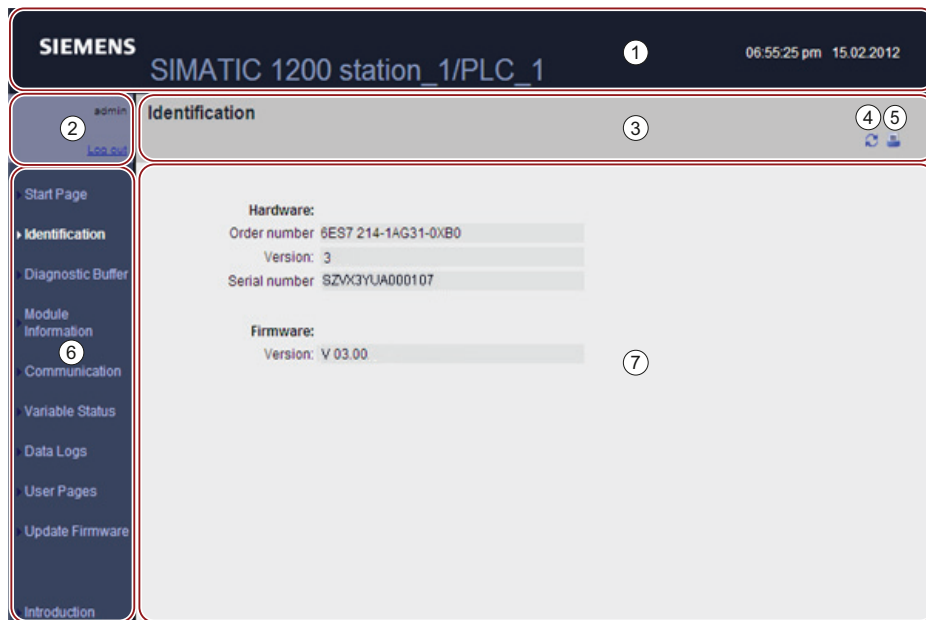 SIEMENS
SIMATIC 1200 station_1/PLC_1
1
06:55:25 pm 15.02.2012
admin
2
Log out
Identification
3
4 5
Start Page
Identification
Diagnostic Buffer
Module
Information
6
Communication
Variable Status
Data Logs
User Pages
Update Firmware
Introduction
Hardware:
Order number 6ES7 214-1AG31-0XB0
Version: 3
Serial number SZVX3YUA000107
Firmware:
Version: V 03.00
7